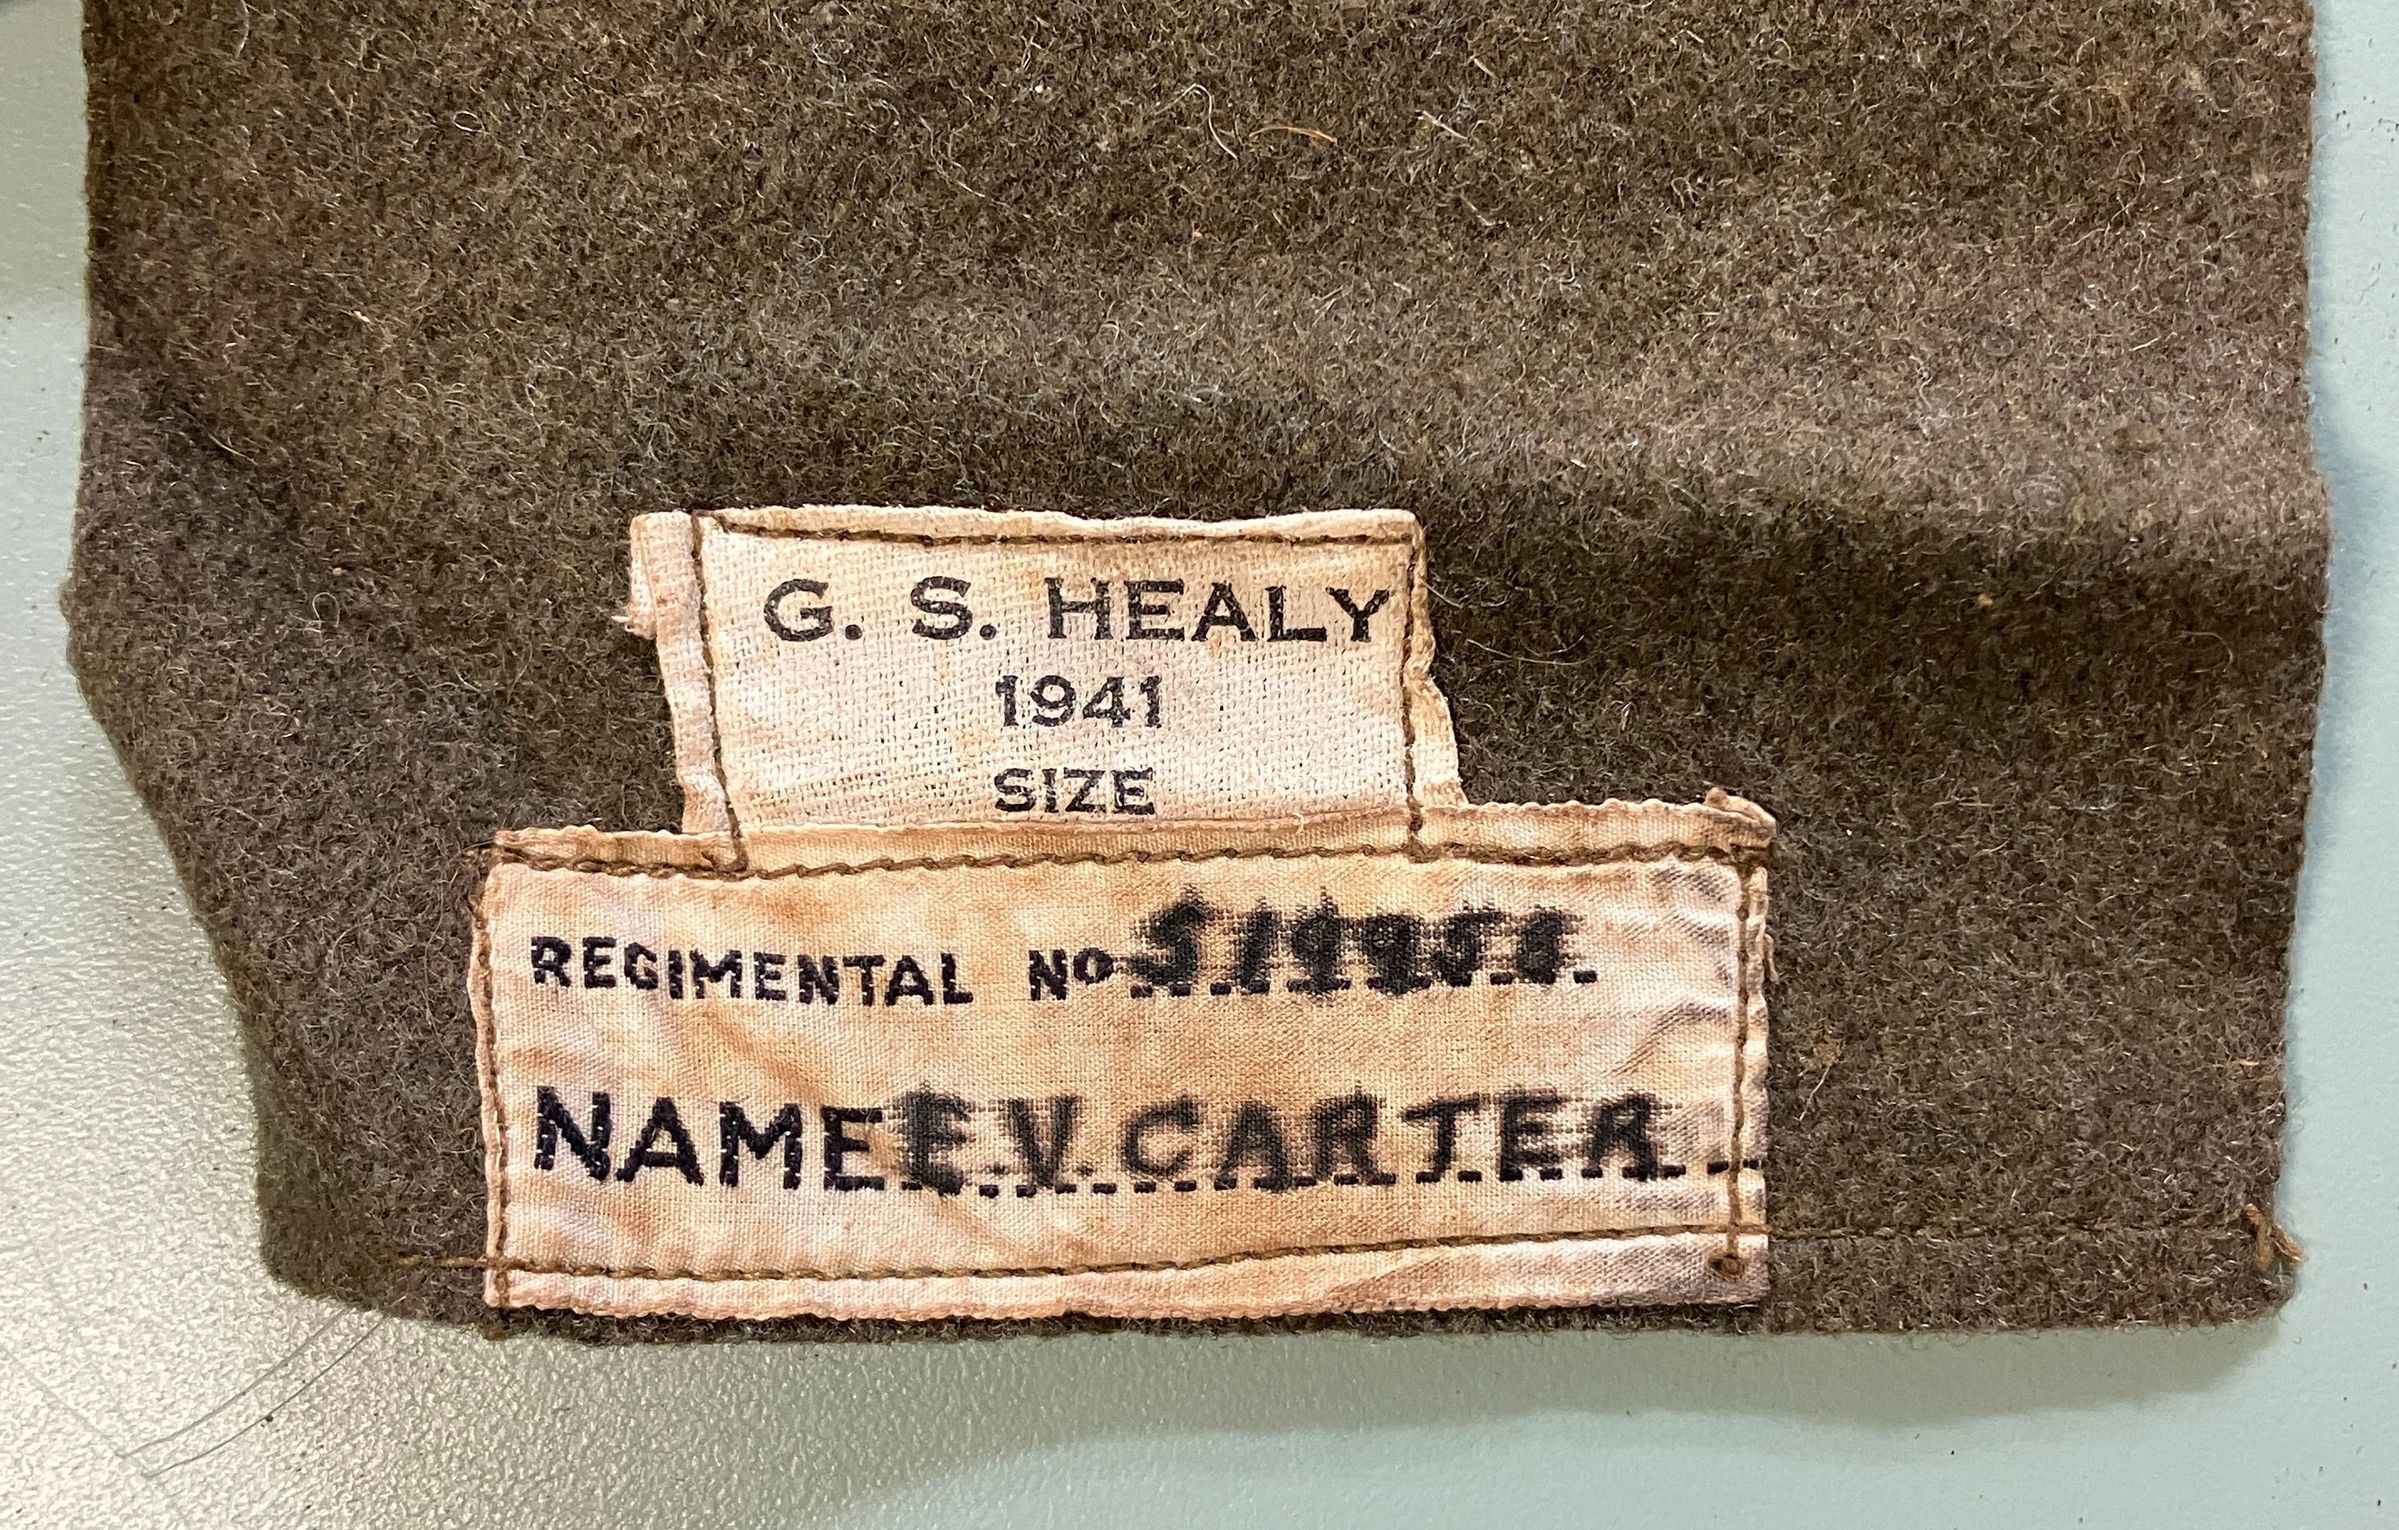 G. S. HEALY
1941
SIZE
REGIMENTAL Nº
NAME E.V. CARTER